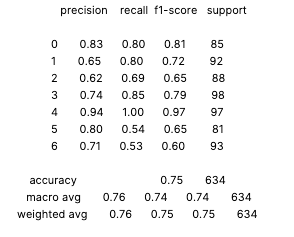 precision recall f1-score support
0 0.83 0.80 0.81 85
1 0.65 0.80 0.72 92
2 0.62 0.69 0.65 88
3 0.74 0.85 0.79 98
4 0.94 1.00 0.97 97
5 0.80 0.54 0.65 81
6 0.71 0.53 0.60 93
accuracy 0.75 634
macro avg 0.76 0.74 0.74 634
weighted avg 0.76 0.75 0.75 634